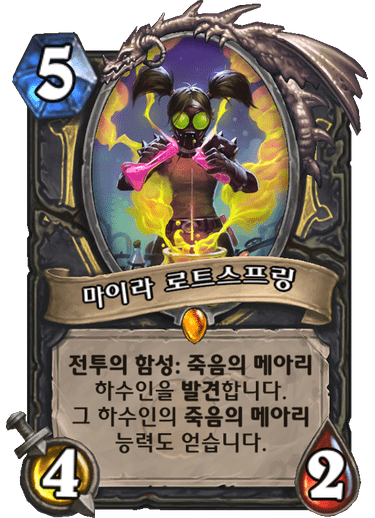 5
마이라 로트스프링
전투의 함성: 죽음의 메아리
하수인을 발견합니다.
그 하수인의 죽음의 메아리
능력도 얻습니다.
4
2